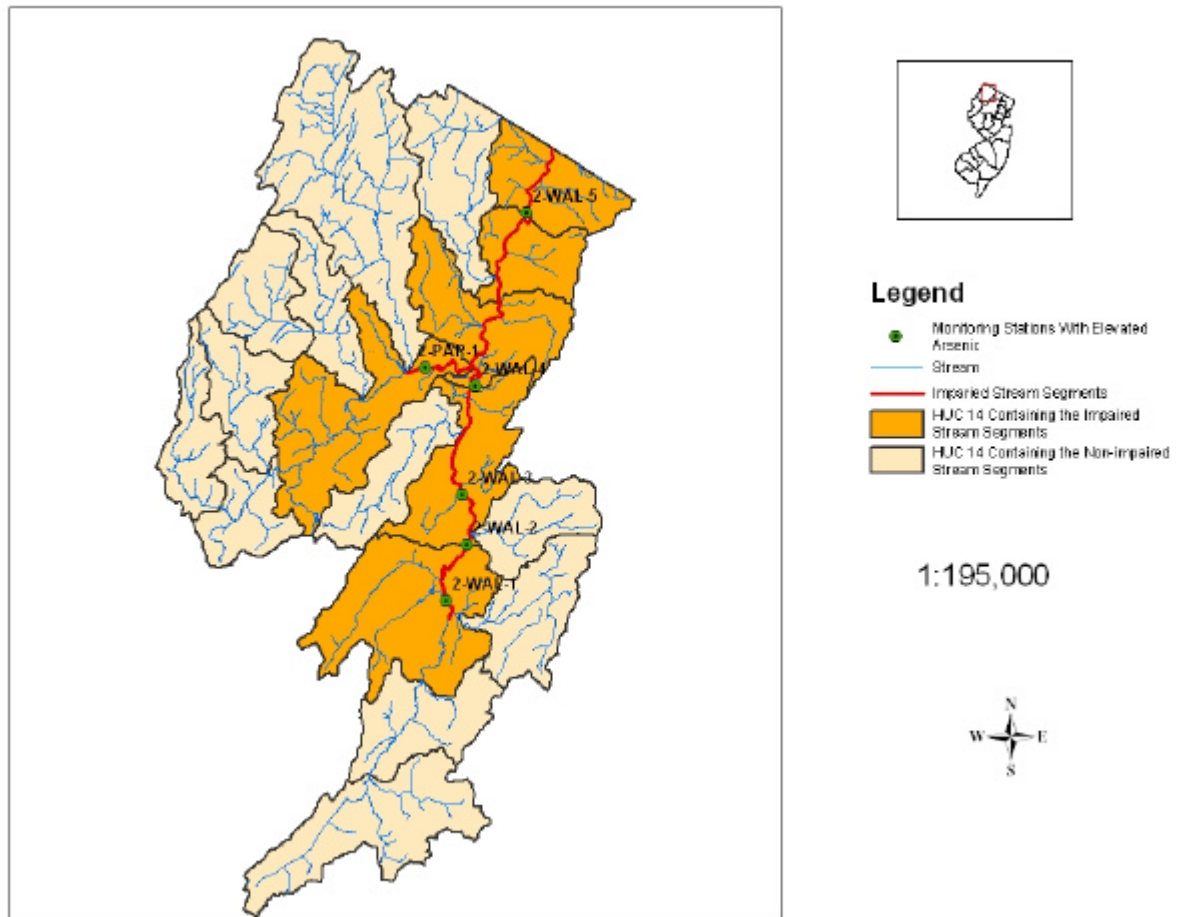 2-WAL-5
2-PAR-1
2-WAL-4
2-WAL-3
2-WAL-2
2-WAL-1
Legend
Monitoring Stations With Elevated
Arsenic
Stream
Imparied Stream Segments
HUC 14 Containing the Impaired
Stream Segments
HUC 14 Containing the Non-impaired
Stream Segments
1:195,000
N
W E
S